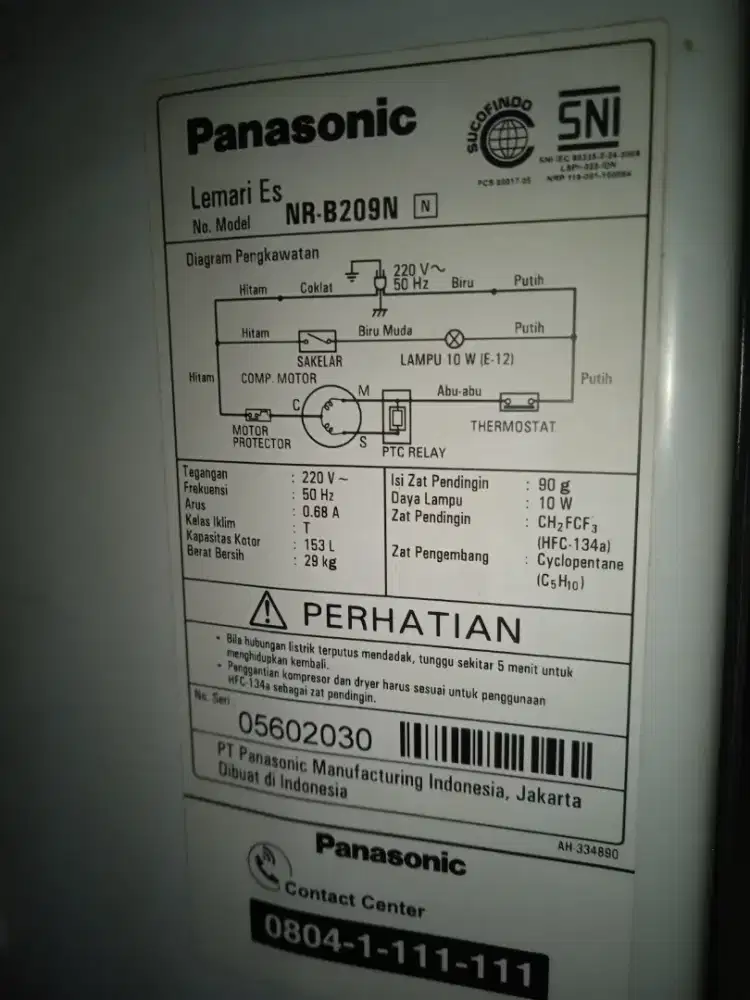 Panasonic
SUCOFINDO
SNI
Lemari Es
No. Model NR-B209N N
Diagram Pengkawatan
220 V~
50 Hz
Hitam Coklat Biru Putih
Hitam Biru Muda Putih
SAKELAR LAMPU 10 W (E-12)
Hitam COMP. MOTOR Putih
C M Abu-abu
MOTOR PROTECTOR S PTC RELAY THERMOSTAT
Tegangan : 220 V~
Frekuensi : 50 Hz
Arus : 0.68 A
Kelas Iklim : T
Kapasitas Kotor : 153 L
Berat Bersih : 29 kg
Isi Zat Pendingin : 90 g
Daya Lampu : 10 W
Zat Pendingin : CH2FCF3
(HFC-134a)
Zat Pengembang : Cyclopentane
(C5H10)
⚠ PERHATIAN
• Bila hubungan listrik terputus mendadak, tunggu sekitar 5 menit untuk
menghidupkan kembali.
• Penggantian kompresor dan dryer harus sesuai untuk penggunaan
HFC-134a sebagai zat pendingin.
No. Seri
05602030
PT Panasonic Manufacturing Indonesia, Jakarta
Dibuat di Indonesia
AH-334890
Panasonic
Contact Center
0804-1-111-111